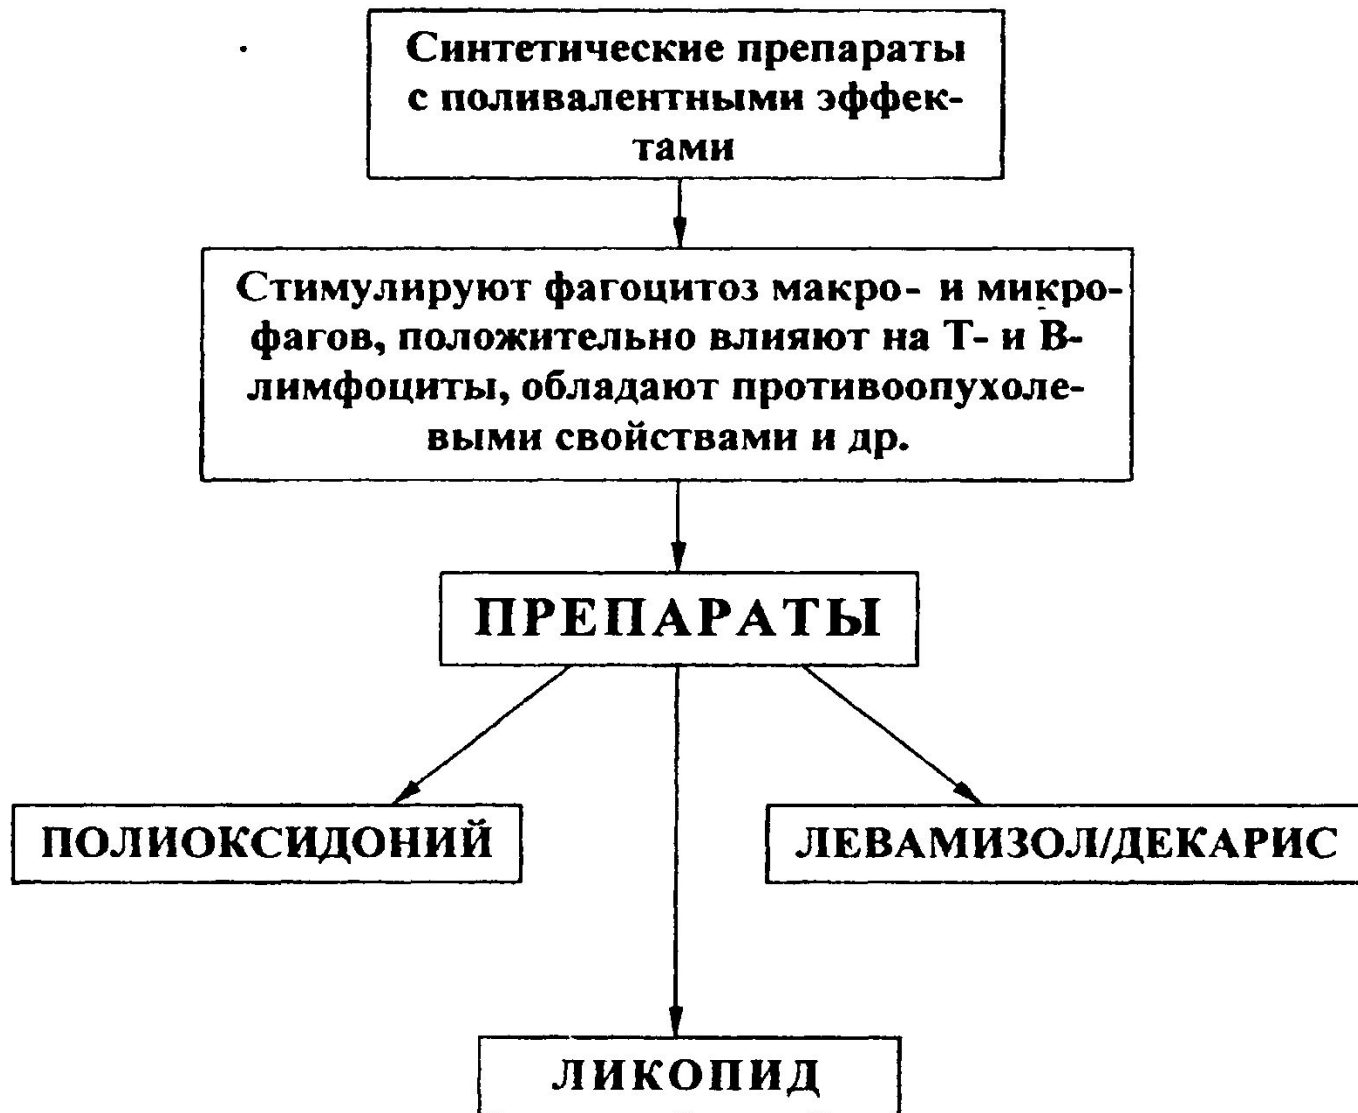 Синтетические препараты
с поливалентными эффек-
тами
Стимулируют фагоцитоз макро- и микро-
фагов, положительно влияют на Т- и В-
лимфоциты, обладают противоопухоле-
выми свойствами и др.
ПРЕПАРАТЫ
ПОЛИОКСИДОНИЙ
ЛЕВАМИЗОЛ/ДЕКАРИС
ЛИКОПИД